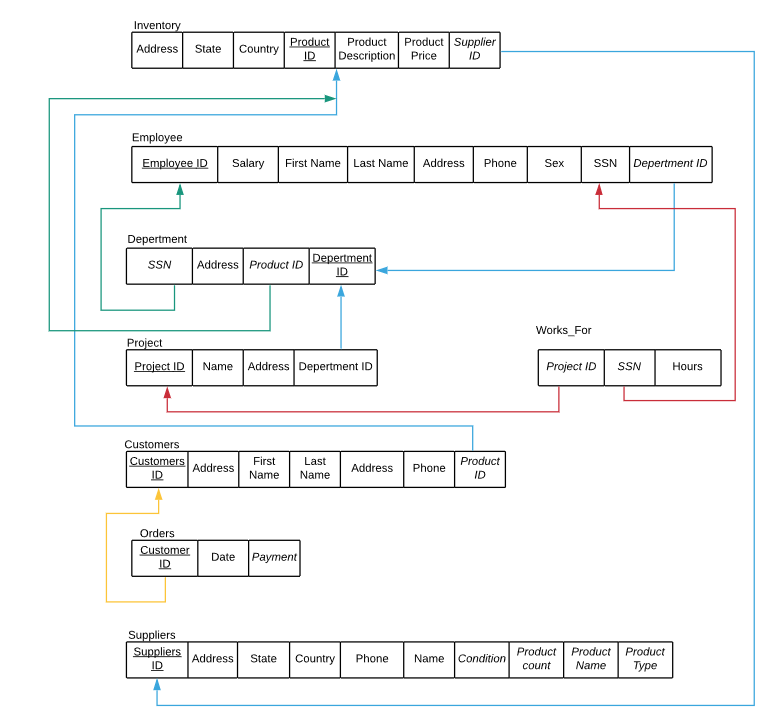 Inventory
Address State Country Product ID Product Description Product Price Supplier ID
Employee
Employee ID Salary First Name Last Name Address Phone Sex SSN Depertment ID
Depertment
SSN Address Product ID Depertment ID
Project
Project ID Name Address Depertment ID
Works_For
Project ID SSN Hours
Customers
Customers ID Address First Name Last Name Address Phone Product ID
Orders
Customer ID Date Payment
Suppliers
Suppliers ID Address State Country Phone Name Condition Product count Product Name Product Type